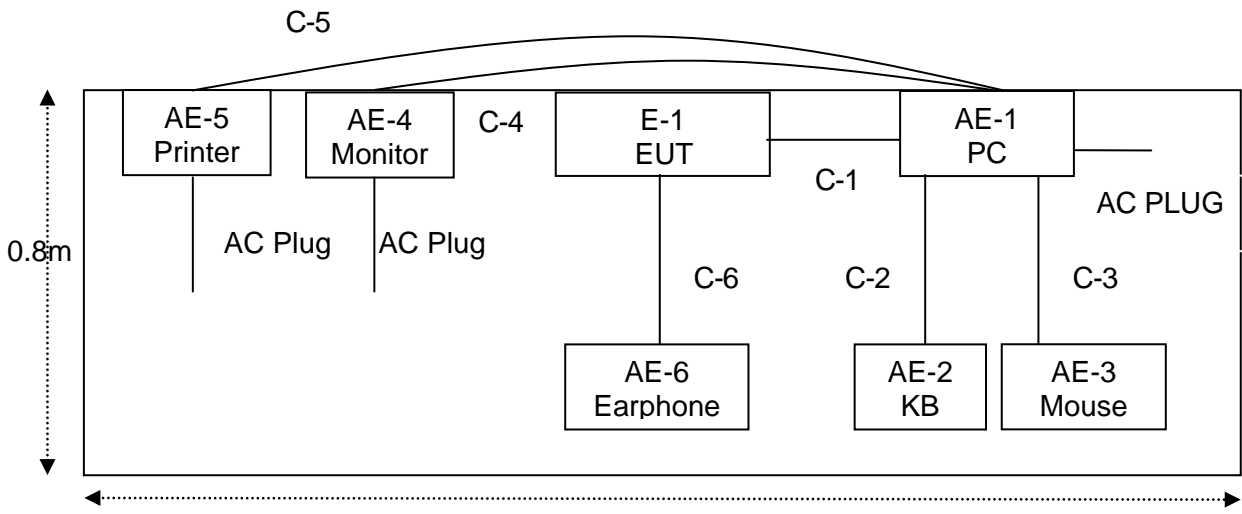 C-5
AE-5
Printer
AE-4
Monitor
C-4
E-1
EUT
AE-1
PC
C-1
AC PLUG
0.8m
AC Plug
AC Plug
C-6
C-2
C-3
AE-6
Earphone
AE-2
KB
AE-3
Mouse